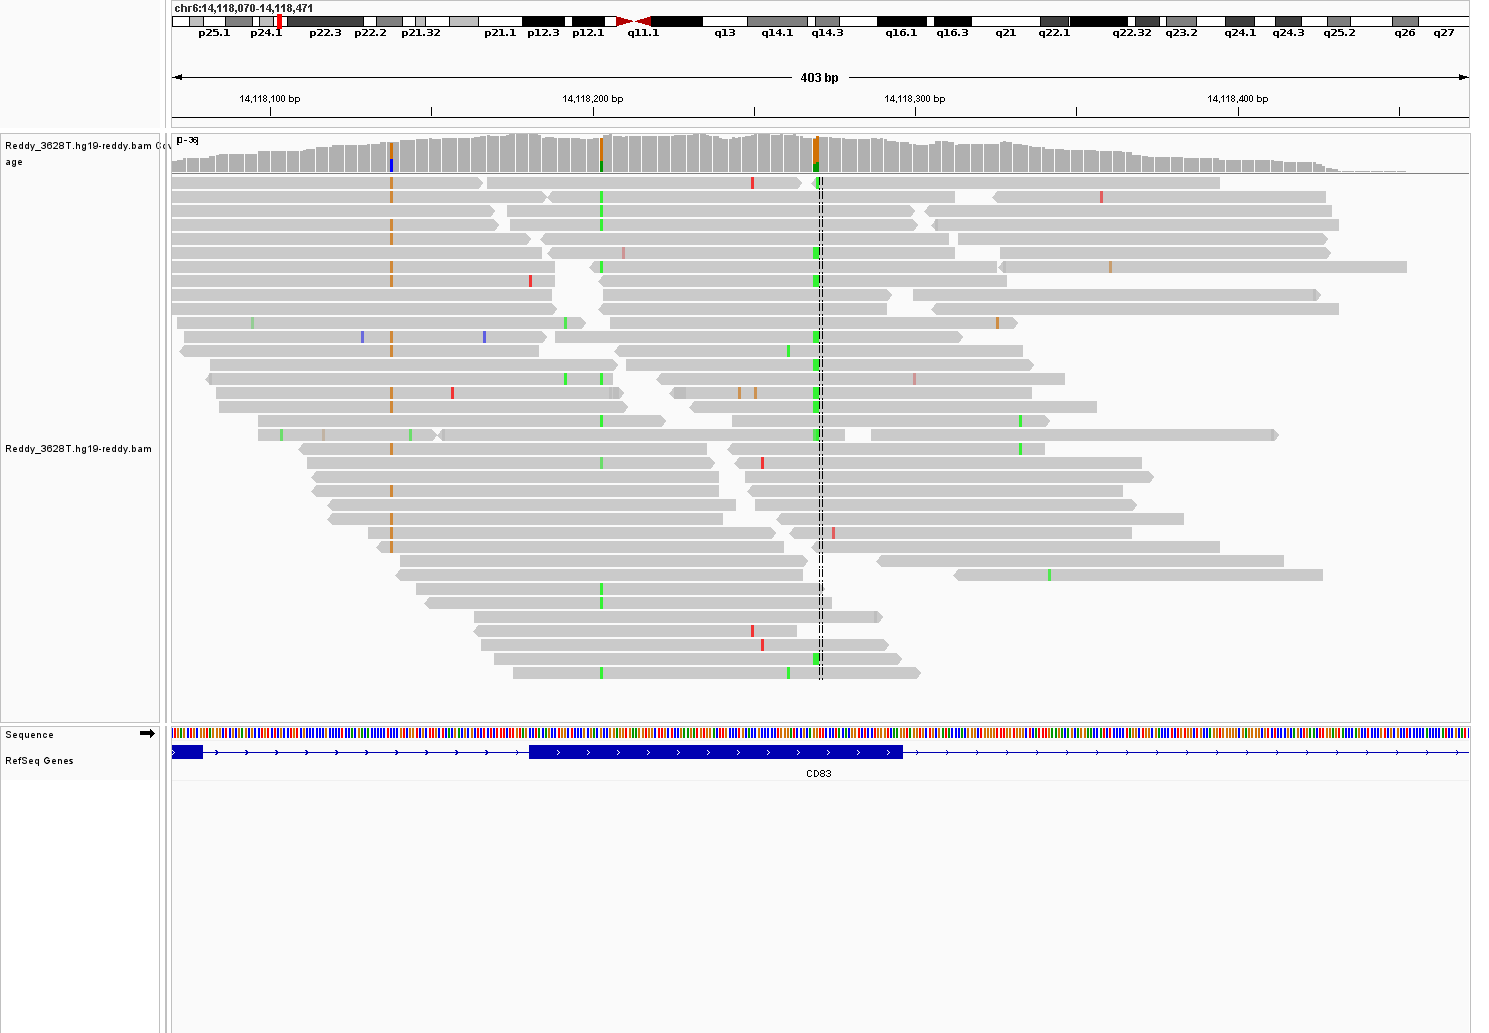 chr6:14,118,070-14,118,471
p25.1 p24.1 p22.3 p22.2 p21.32 p21.1 p12.3 p12.1 q11.1 q13 q14.1 q14.3 q16.1 q16.3 q21 q22.1 q22.32 q23.2 q24.1 q24.3 q25.2 q26 q27
403 bp
14,118,100 bp 14,118,200 bp 14,118,300 bp 14,118,400 bp
Reddy_3628T.hg19-reddy.bam Cov
age
[0-36]
Reddy_3628T.hg19-reddy.bam
Sequence
RefSeq Genes
CD83